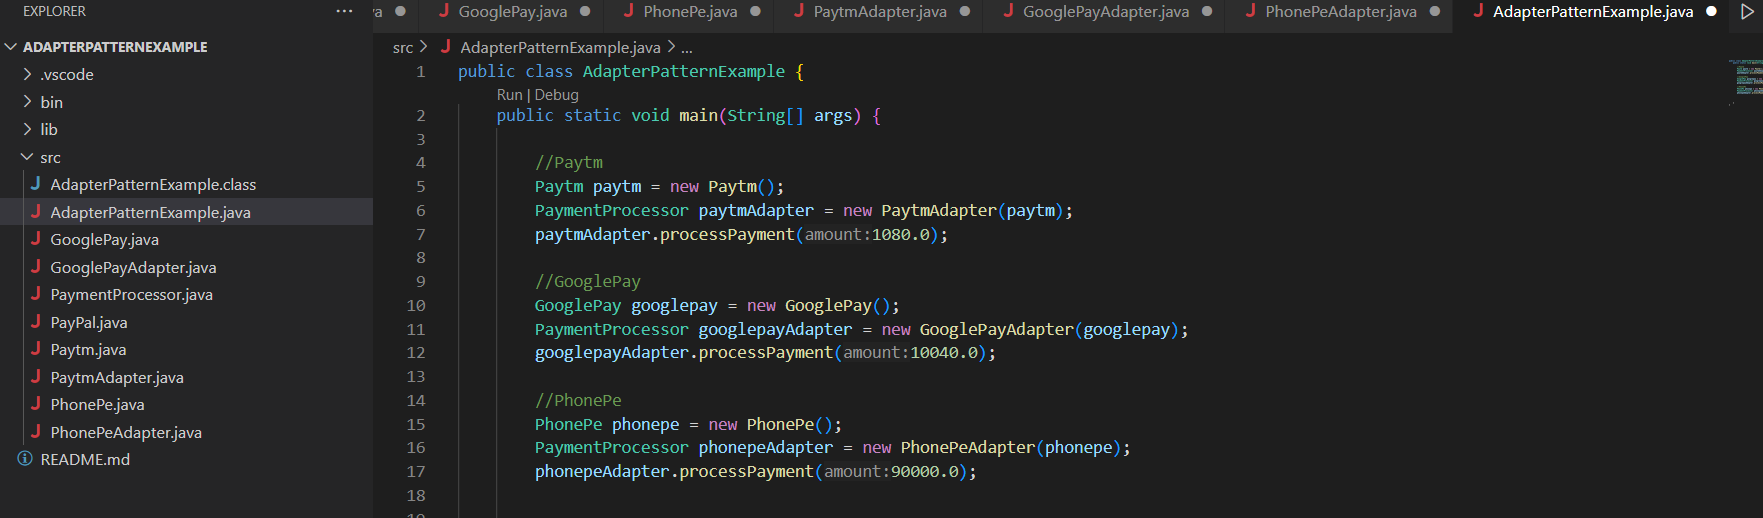 EXPLORER ...
ADAPTERPATTERNEXAMPLE
.vscode
bin
lib
src
AdapterPatternExample.class
AdapterPatternExample.java
GooglePay.java
GooglePayAdapter.java
PaymentProcessor.java
PayPal.java
Paytm.java
PaytmAdapter.java
PhonePe.java
PhonePeAdapter.java
README.md
va GooglePay.java PhonePe.java PaytmAdapter.java GooglePayAdapter.java PhonePeAdapter.java AdapterPatternExample.java
src > AdapterPatternExample.java > ...
1 public class AdapterPatternExample {
Run | Debug
2 public static void main(String[] args) {
3
4 //Paytm
5 Paytm paytm = new Paytm();
6 PaymentProcessor paytmAdapter = new PaytmAdapter(paytm);
7 paytmAdapter.processPayment(amount:1080.0);
8
9 //GooglePay
10 GooglePay googlepay = new GooglePay();
11 PaymentProcessor googlepayAdapter = new GooglePayAdapter(googlepay);
12 googlepayAdapter.processPayment(amount:10040.0);
13
14 //PhonePe
15 PhonePe phonepe = new PhonePe();
16 PaymentProcessor phonepeAdapter = new PhonePeAdapter(phonepe);
17 phonepeAdapter.processPayment(amount:90000.0);
18